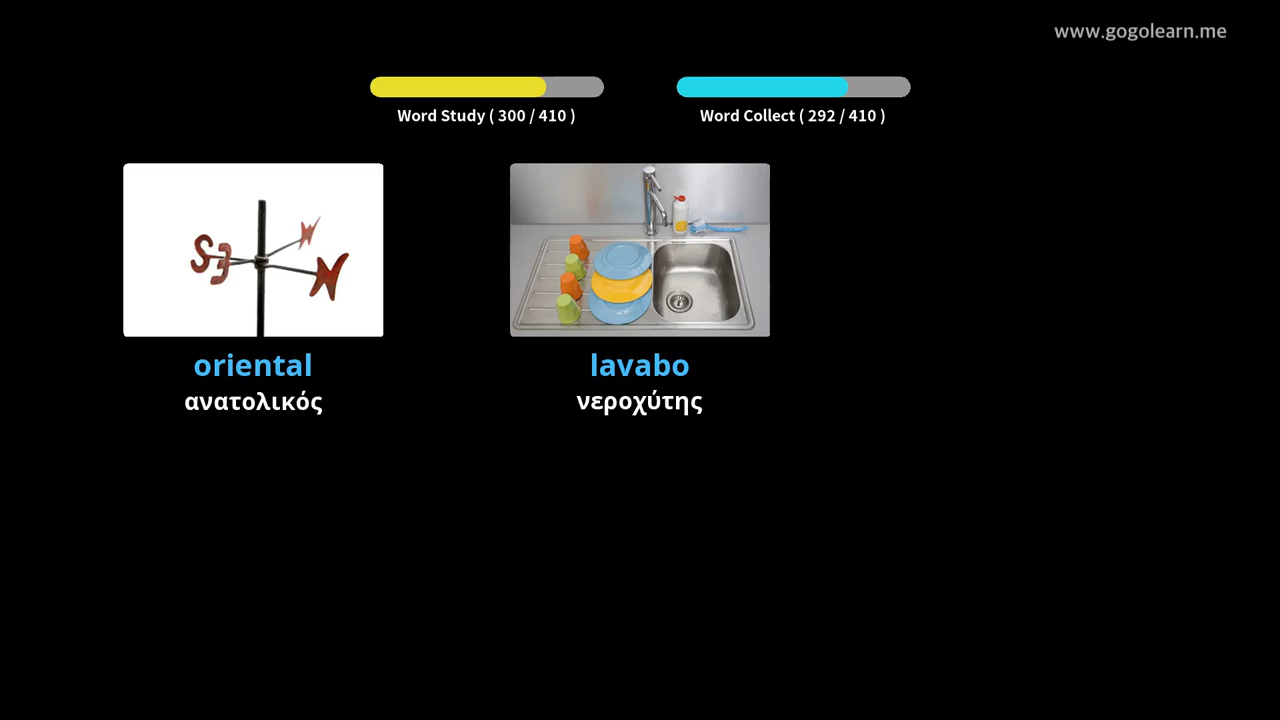 www.gogolearn.me
Word Study ( 300 / 410 )
Word Collect ( 292 / 410 )
S
E
N
W
oriental
ανατολικός
lavabo
νεροχύτης